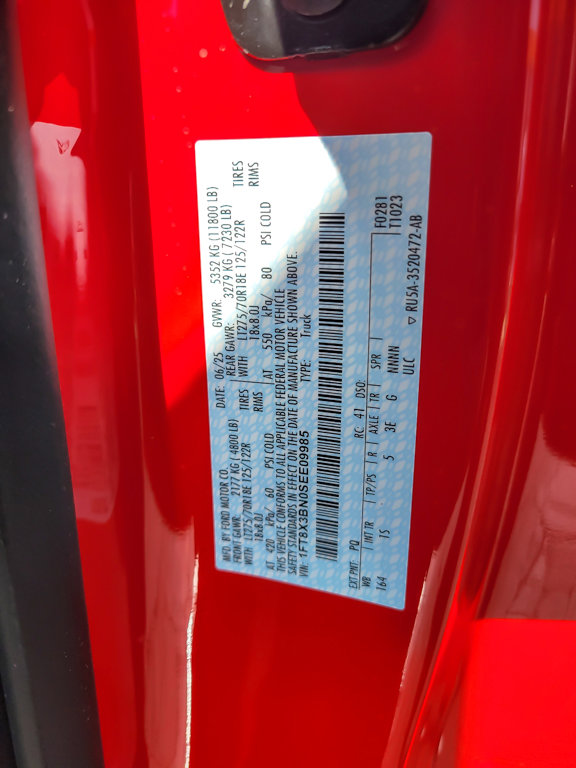 MFD. BY FORD MOTOR CO.
DATE: 06/25 GVWR: 5352 KG (11800 LB)
FRONT GAWR: 2177 KG (4800 LB) REAR GAWR: 3279 KG (7230 LB)
WITH LT275/70R18E 125/122R TIRES WITH LT275/70R18E 125/122R TIRES
18x8.0J RIMS 18x8.0J RIMS
AT 420 kPa/ 60 PSI COLD AT 550 kPa/ 80 PSI COLD
THIS VEHICLE CONFORMS TO ALL APPLICABLE FEDERAL MOTOR VEHICLE
SAFETY STANDARDS IN EFFECT ON THE DATE OF MANUFACTURE SHOWN ABOVE.
VIN: 1FT8X3BN0SEE09985 TYPE: Truck
F0281
EXT PNT: PQ RC: 41 DSO: TT1023
WB INT TR TP/PS R AXLE TR SPR
164 TS 5 3E G NNNN
ULC ▽ RU5A-3520472-AB